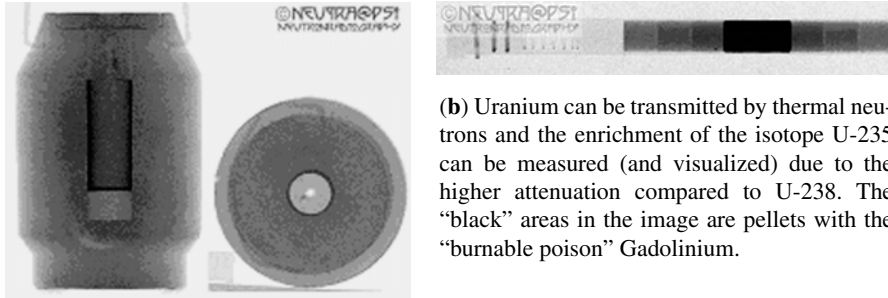 ©NEUTRA@PSI
NEUTRONRADIOGRAPHY
©NEUTRA@PSI
NEUTRONRADIOGRAPHY
(b) Uranium can be transmitted by thermal neu-
trons and the enrichment of the isotope U-235
can be measured (and visualized) due to the
higher attenuation compared to U-238. The
“black” areas in the image are pellets with the
“burnable poison” Gadolinium.